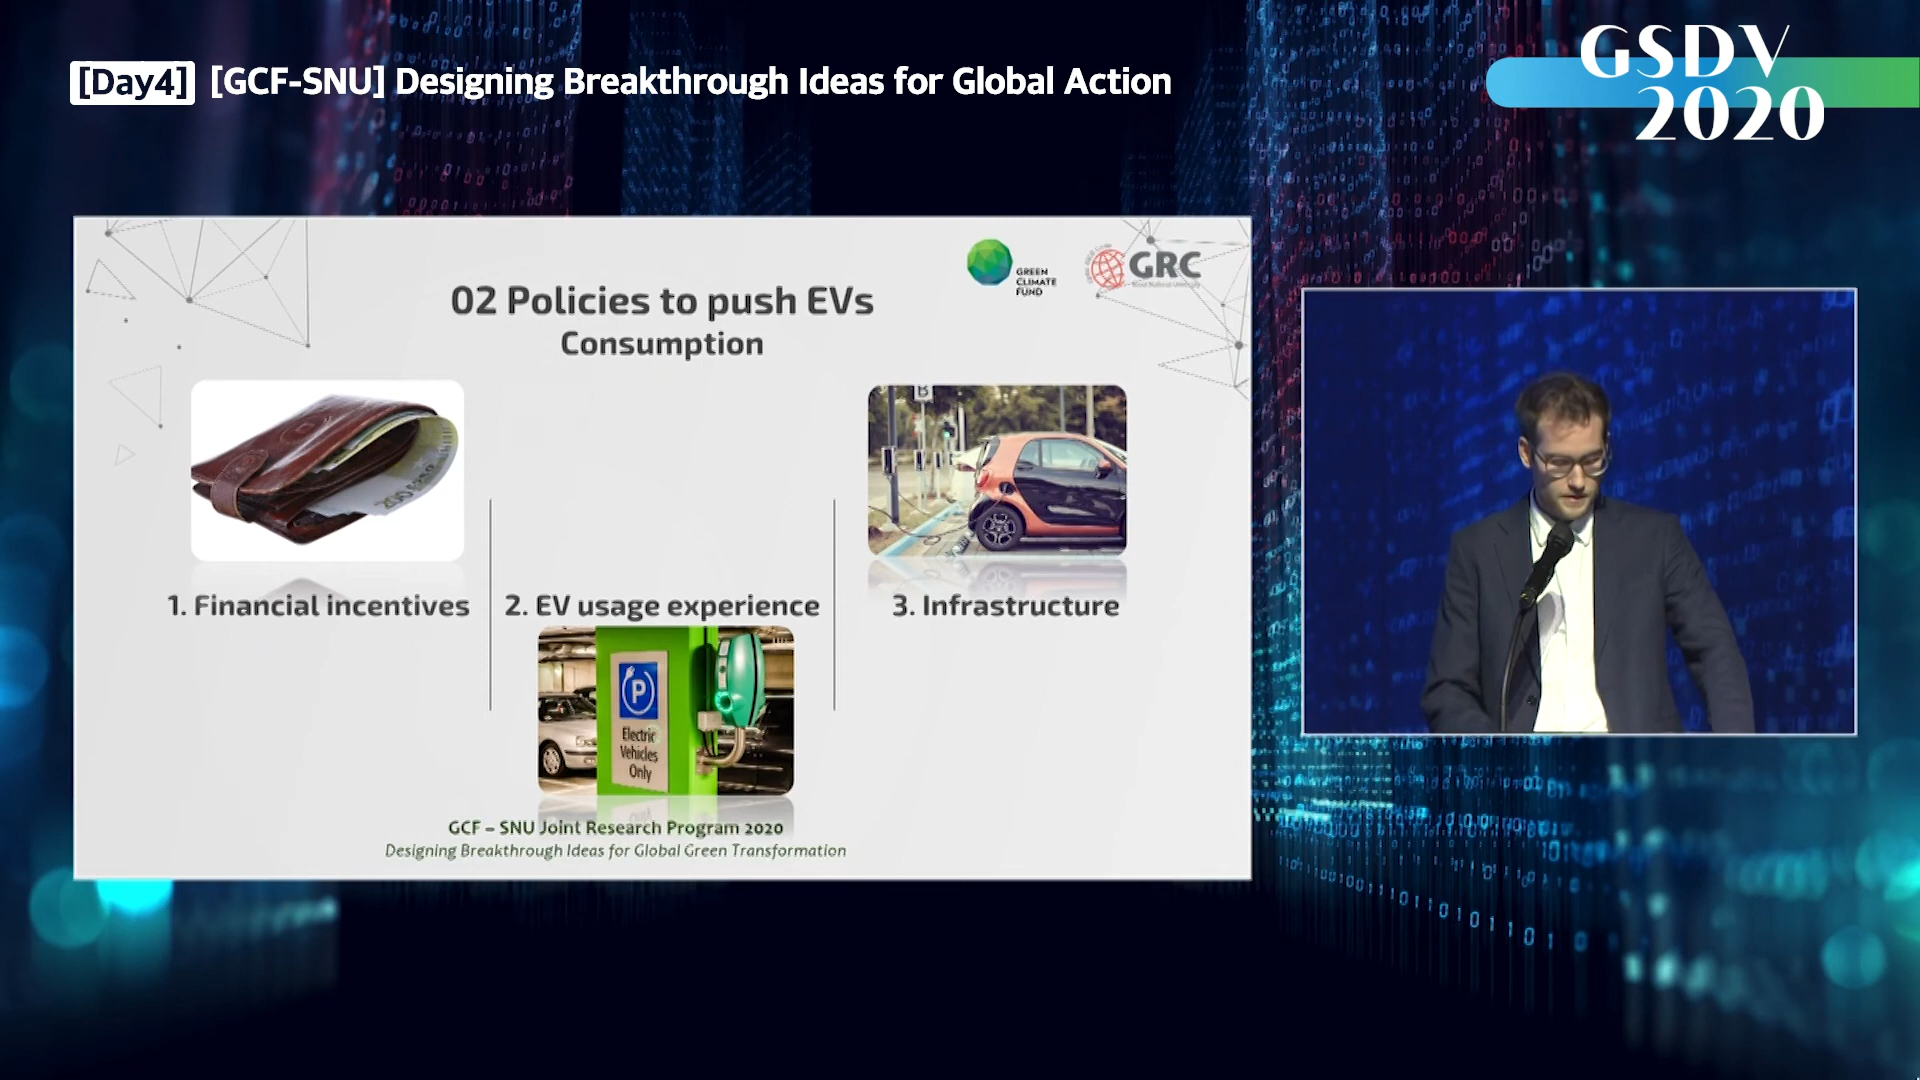 [Day4] [GCF-SNU] Designing Breakthrough Ideas for Global Action
GSDV
2020
GREEN
CLIMATE
FUND
GRC
02 Policies to push EVs
Consumption
B
1. Financial incentives
2. EV usage experience
3. Infrastructure
P
Electric
Vehicles
Only
GCF – SNU Joint Research Program 2020
Designing Breakthrough Ideas for Global Green Transformation